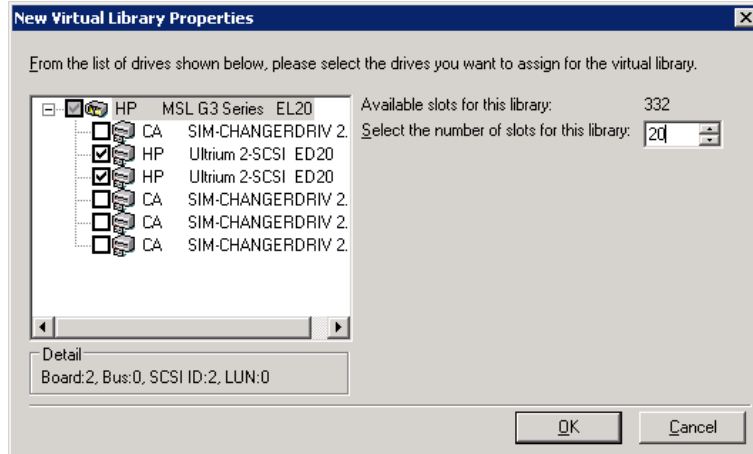 New Virtual Library Properties
From the list of drives shown below, please select the drives you want to assign for the virtual library.
HP MSL G3 Series EL20
CA SIM-CHANGERDRIV 2.
HP Ultrium 2-SCSI ED20
HP Ultrium 2-SCSI ED20
CA SIM-CHANGERDRIV 2.
CA SIM-CHANGERDRIV 2.
CA SIM-CHANGERDRIV 2.
Available slots for this library: 332
Select the number of slots for this library: 20
Detail
Board:2, Bus:0, SCSI ID:2, LUN:0
OK Cancel